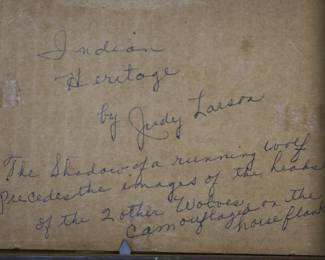 Indian
Heritage
by Judy Larson
The Shadow of a running wolf
Precedes the images of the heads
of the 2 other Wolves
camouflaged on the
horse flank